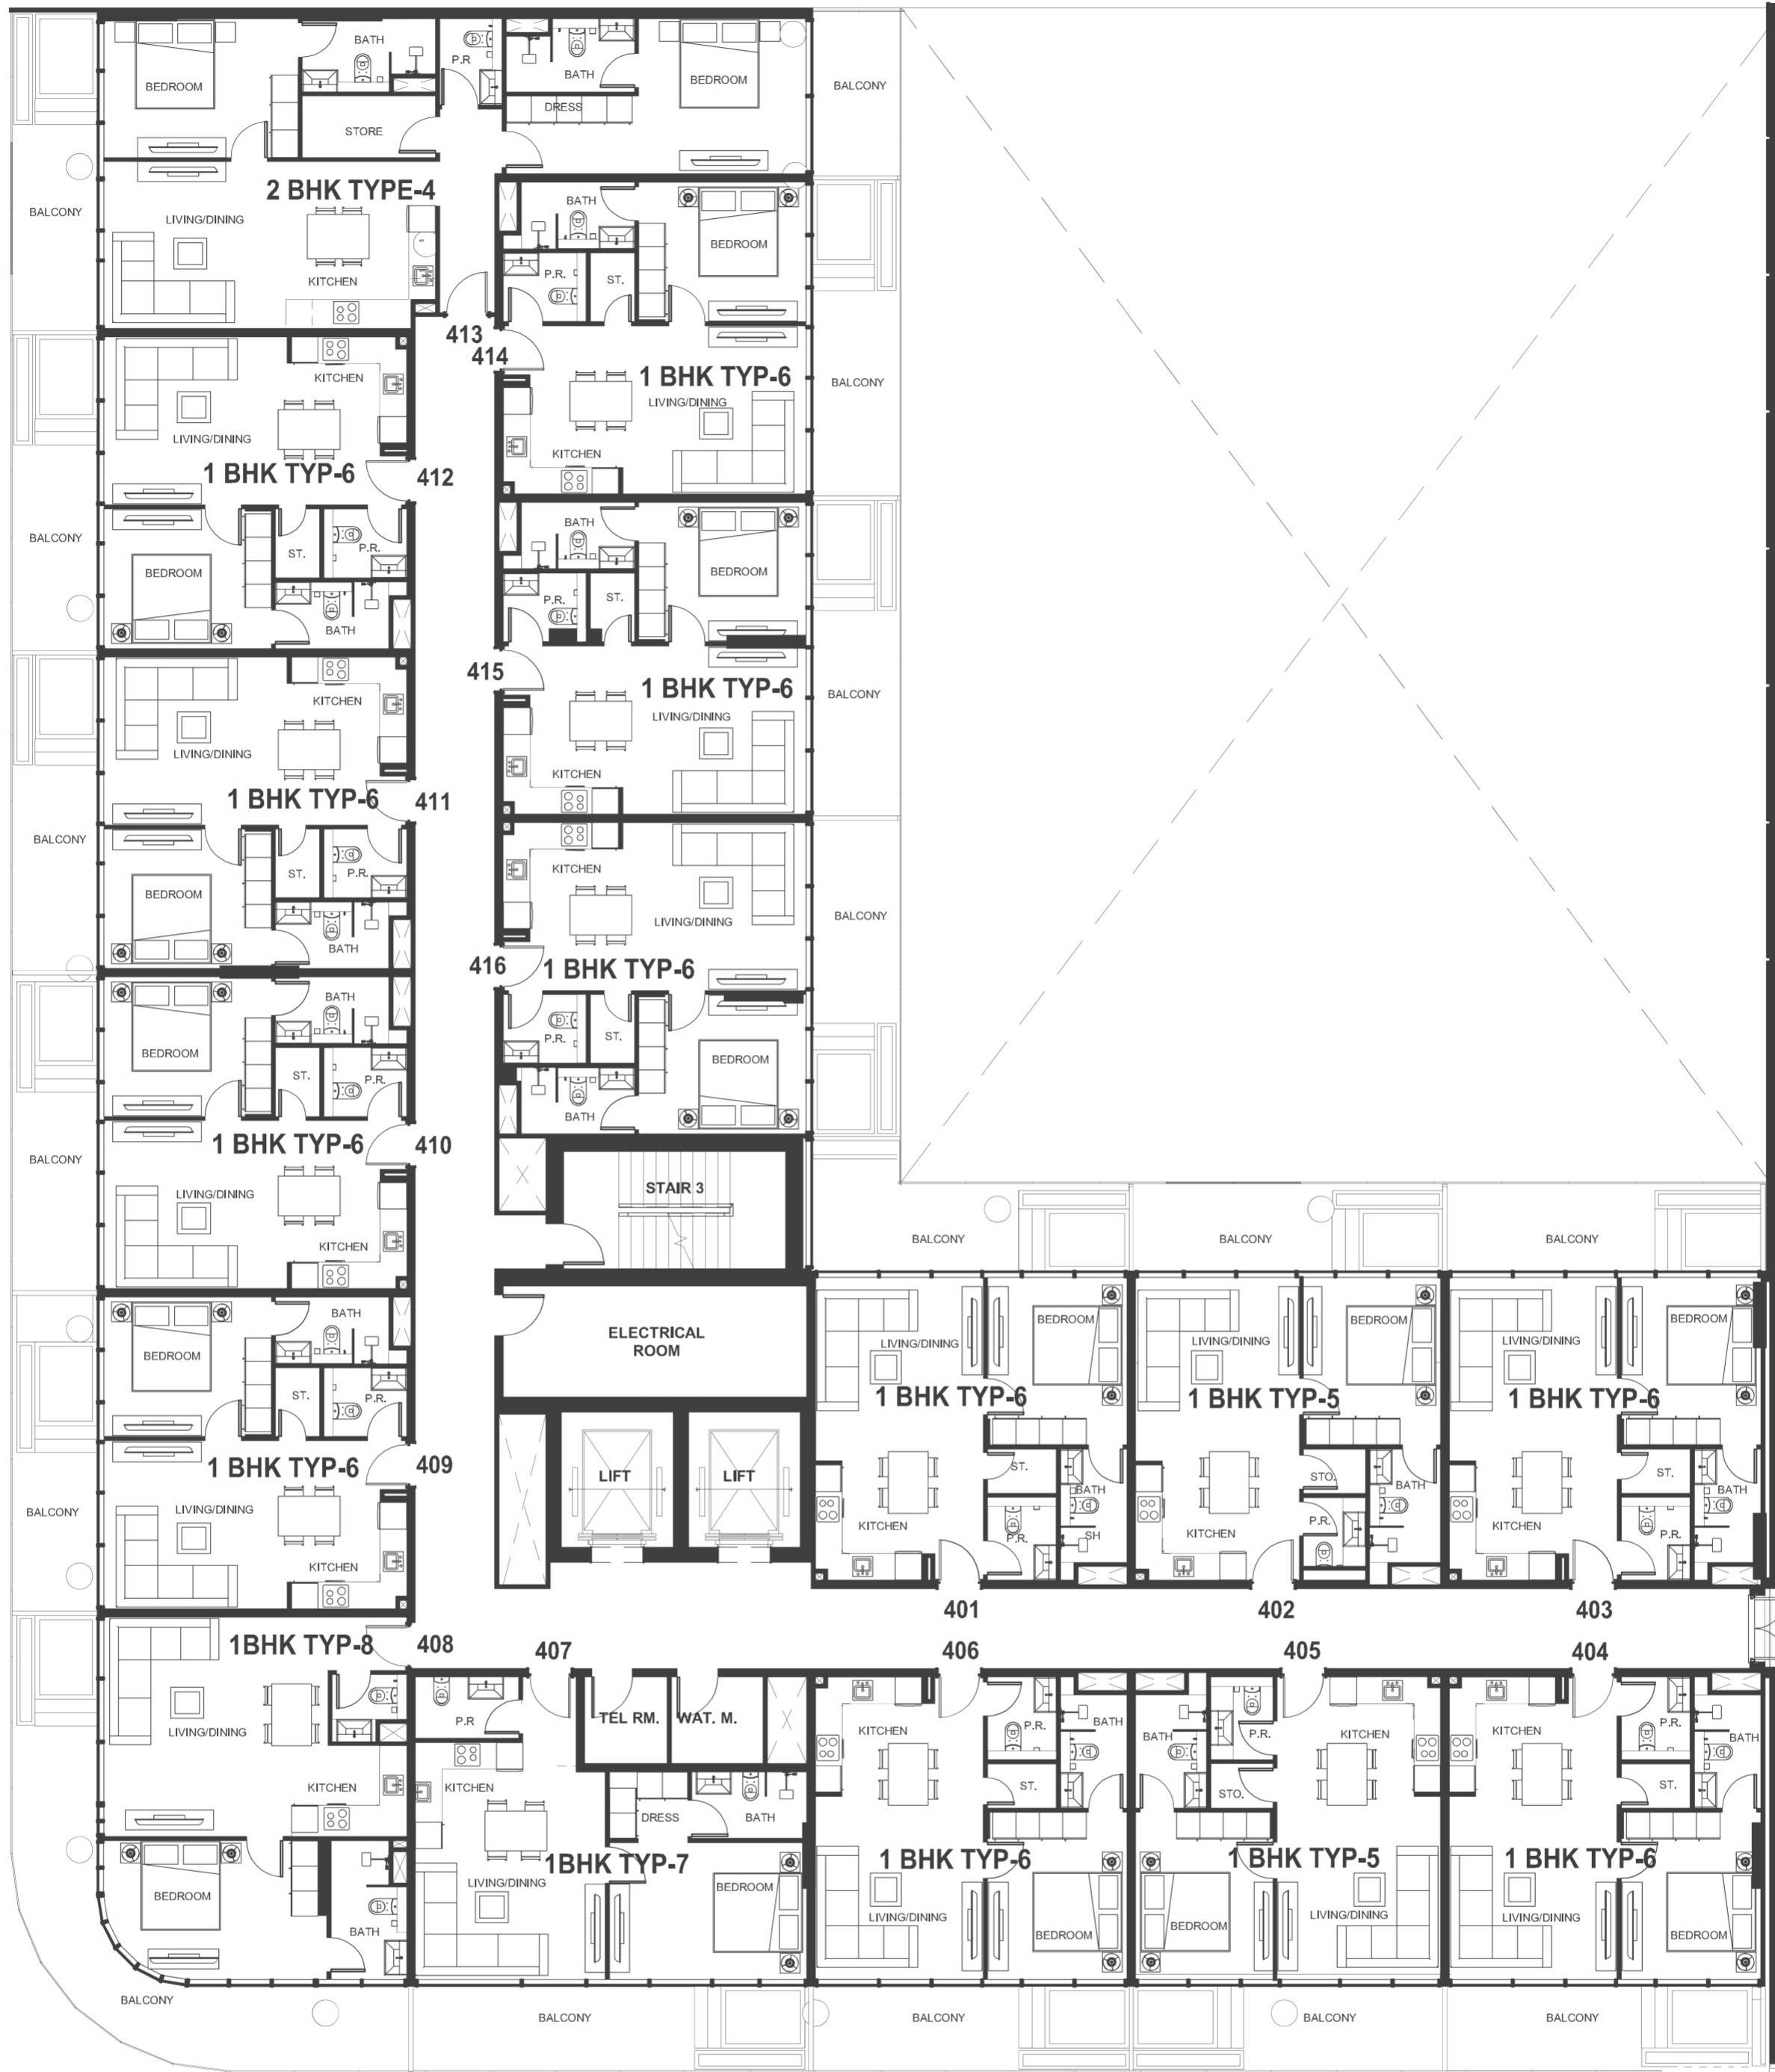 BATH
P.R
BEDROOM
BATH
BEDROOM
BALCONY
DRESS
STORE
2 BHK TYPE-4
BALCONY
LIVING/DINING
KITCHEN
BATH
BEDROOM
P.R.
ST.
413
414
1 BHK TYP-6
BALCONY
LIVING/DINING
KITCHEN
KITCHEN
LIVING/DINING
1 BHK TYP-6
412
BALCONY
ST.
P.R.
BEDROOM
BATH
BATH
BEDROOM
P.R.
ST.
415
1 BHK TYP-6
BALCONY
LIVING/DINING
KITCHEN
KITCHEN
LIVING/DINING
1 BHK TYP-6
411
BALCONY
ST.
P.R.
BEDROOM
BATH
KITCHEN
LIVING/DINING
BALCONY
416
1 BHK TYP-6
P.R.
ST.
BEDROOM
BATH
BATH
BEDROOM
ST.
P.R.
1 BHK TYP-6
410
BALCONY
LIVING/DINING
KITCHEN
STAIR 3
BALCONY
BALCONY
BALCONY
BATH
BEDROOM
ST.
P.R.
ELECTRICAL
ROOM
1 BHK TYP-6
409
BALCONY
LIVING/DINING
KITCHEN
LIFT
LIFT
BEDROOM
LIVING/DINING
1 BHK TYP-6
ST.
BATH
KITCHEN
P.R.
SH
401
BEDROOM
LIVING/DINING
1 BHK TYP-5
STO.
BATH
P.R.
KITCHEN
402
BEDROOM
LIVING/DINING
1 BHK TYP-6
ST.
BATH
KITCHEN
P.R.
403
1BHK TYP-8
408
LIVING/DINING
KITCHEN
BEDROOM
BATH
BALCONY
407
P.R
TEL RM.
WAT. M.
KITCHEN
DRESS
BATH
1BHK TYP-7
LIVING/DINING
BEDROOM
BALCONY
406
P.R.
BATH
KITCHEN
ST.
1 BHK TYP-6
LIVING/DINING
BEDROOM
BALCONY
405
BATH
P.R.
KITCHEN
STO.
1 BHK TYP-5
LIVING/DINING
BEDROOM
BALCONY
404
KITCHEN
P.R.
BATH
ST.
1 BHK TYP-6
LIVING/DINING
BEDROOM
BALCONY